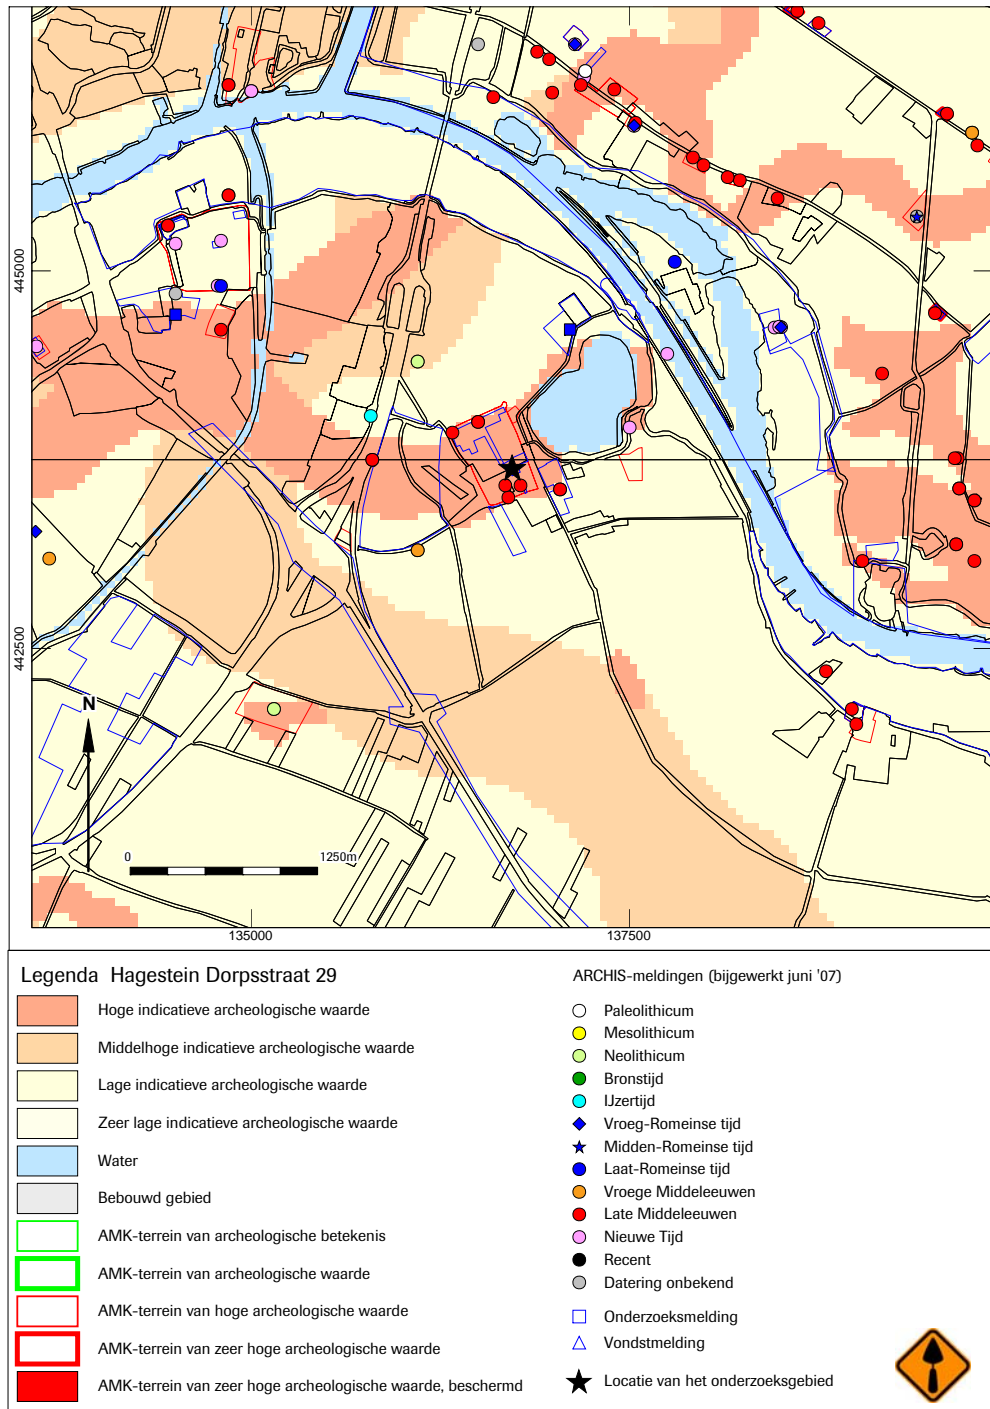 445000
442500
N
0
1250m
135000
137500
Legenda Hagestein Dorpsstraat 29
Hoge indicatieve archeologische waarde
Middelhoge indicatieve archeologische waarde
Lage indicatieve archeologische waarde
Zeer lage indicatieve archeologische waarde
Water
Bebouwd gebied
AMK-terrein van archeologische betekenis
AMK-terrein van archeologische waarde
AMK-terrein van hoge archeologische waarde
AMK-terrein van zeer hoge archeologische waarde
AMK-terrein van zeer hoge archeologische waarde, beschermd
ARCHIS-meldingen (bijgewerkt juni '07)
Paleolithicum
Mesolithicum
Neolithicum
Bronstijd
IJzertijd
Vroeg-Romeinse tijd
Midden-Romeinse tijd
Laat-Romeinse tijd
Vroege Middeleeuwen
Late Middeleeuwen
Nieuwe Tijd
Recent
Datering onbekend
Onderzoeksmelding
Vondstmelding
Locatie van het onderzoeksgebied